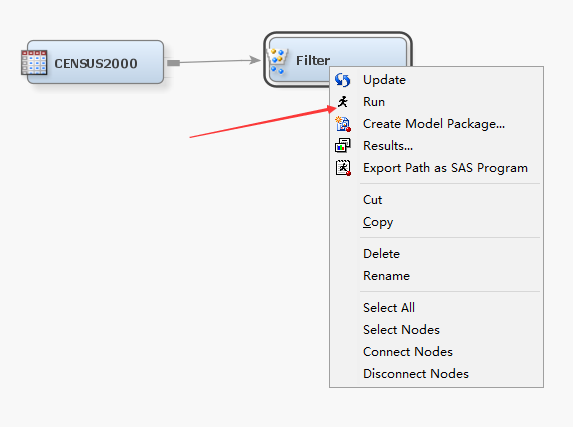 CENSUS2000
Filter
Update
Run
Create Model Package...
Results...
Export Path as SAS Program
Cut
Copy
Delete
Rename
Select All
Select Nodes
Connect Nodes
Disconnect Nodes